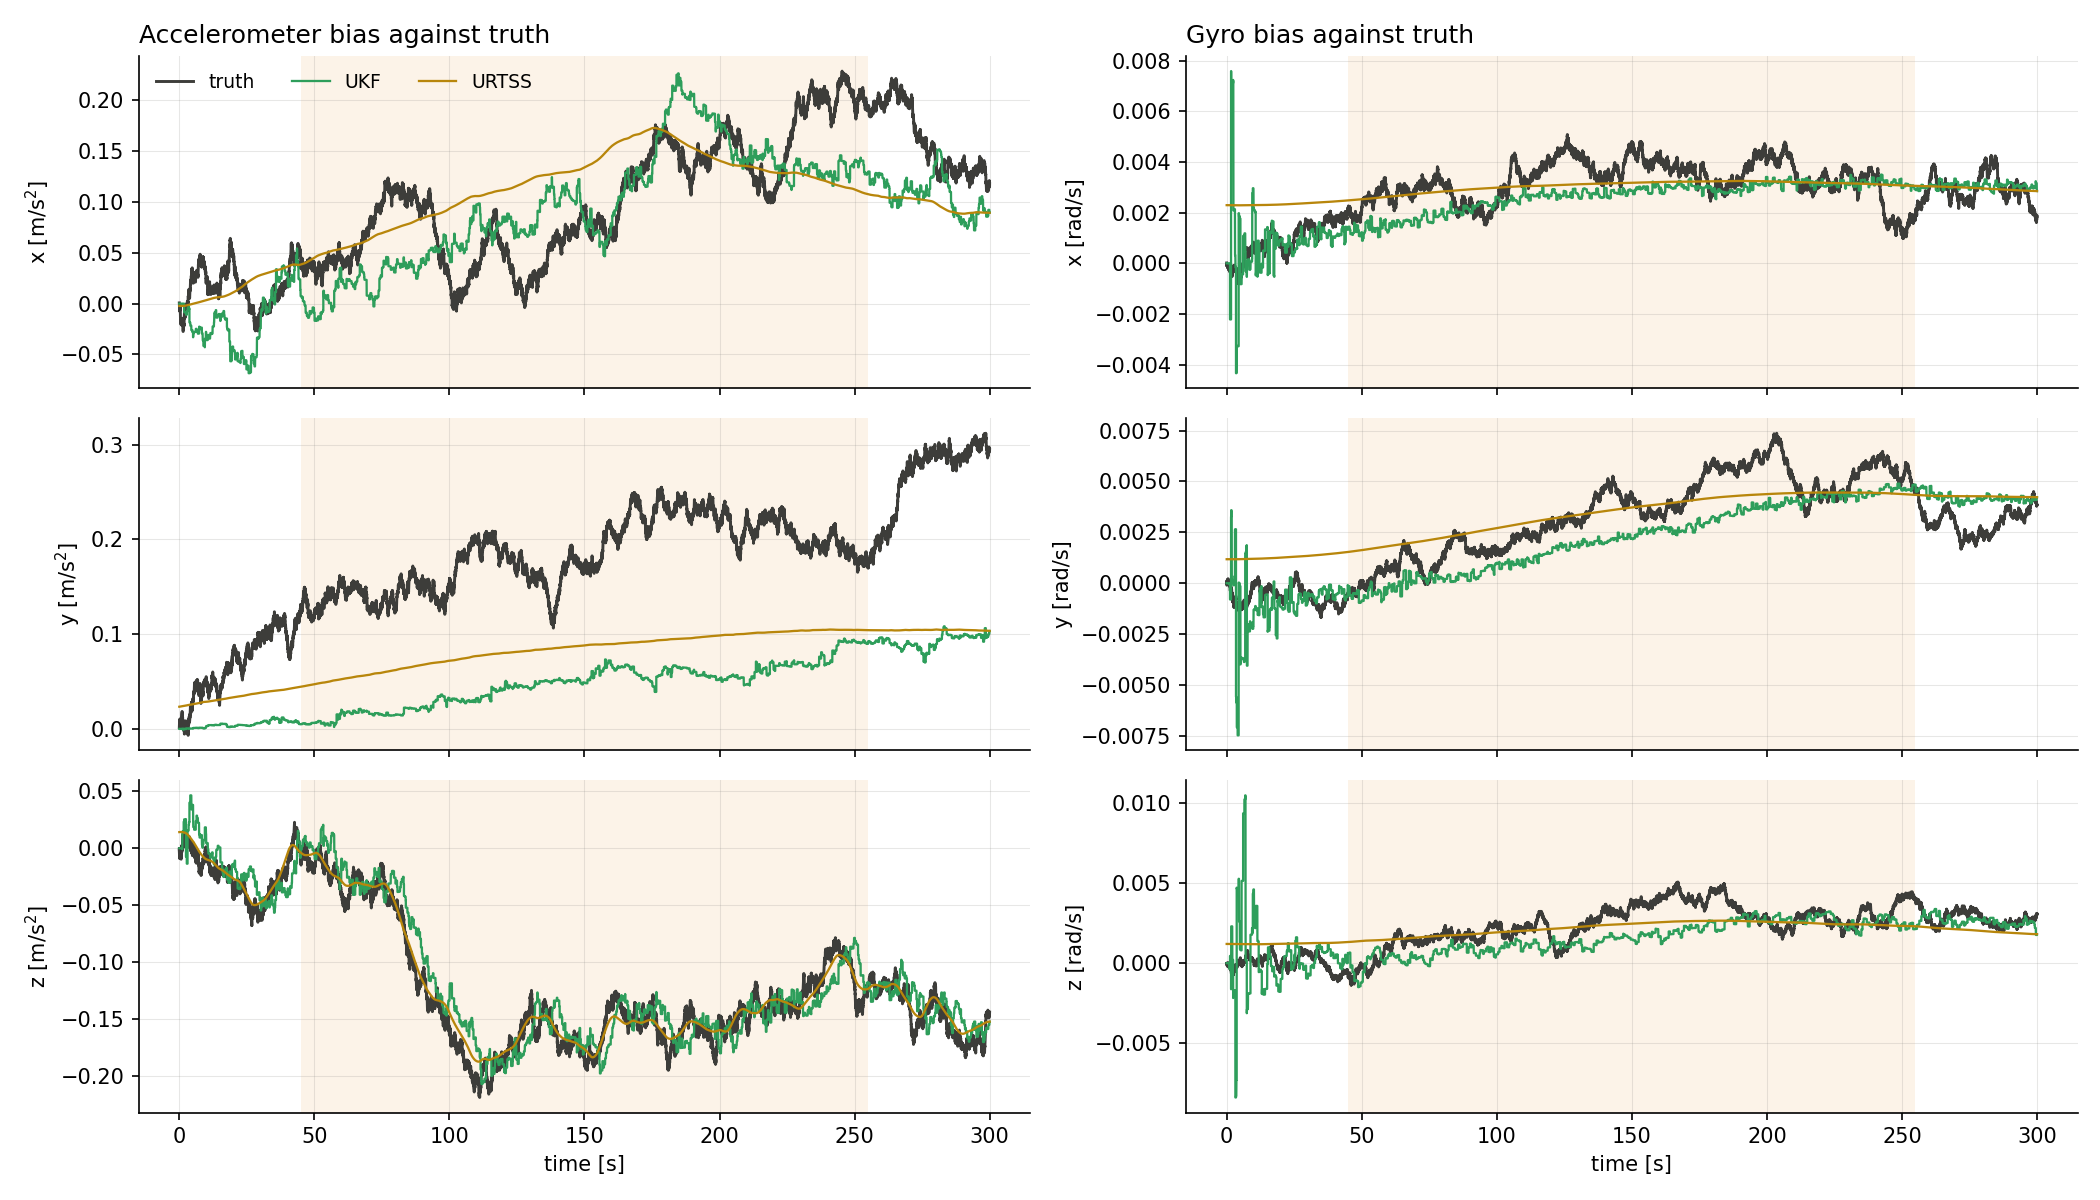 Accelerometer bias against truth
truth UKF URTSS
x [m/s²]
0.20
0.15
0.10
0.05
0.00
−0.05
y [m/s²]
0.3
0.2
0.1
0.0
z [m/s²]
0.05
0.00
−0.05
−0.10
−0.15
−0.20
0 50 100 150 200 250 300
time [s]
Gyro bias against truth
x [rad/s]
0.008
0.006
0.004
0.002
0.000
−0.002
−0.004
y [rad/s]
0.0075
0.0050
0.0025
0.0000
−0.0025
−0.0050
−0.0075
z [rad/s]
0.010
0.005
0.000
−0.005
0 50 100 150 200 250 300
time [s]